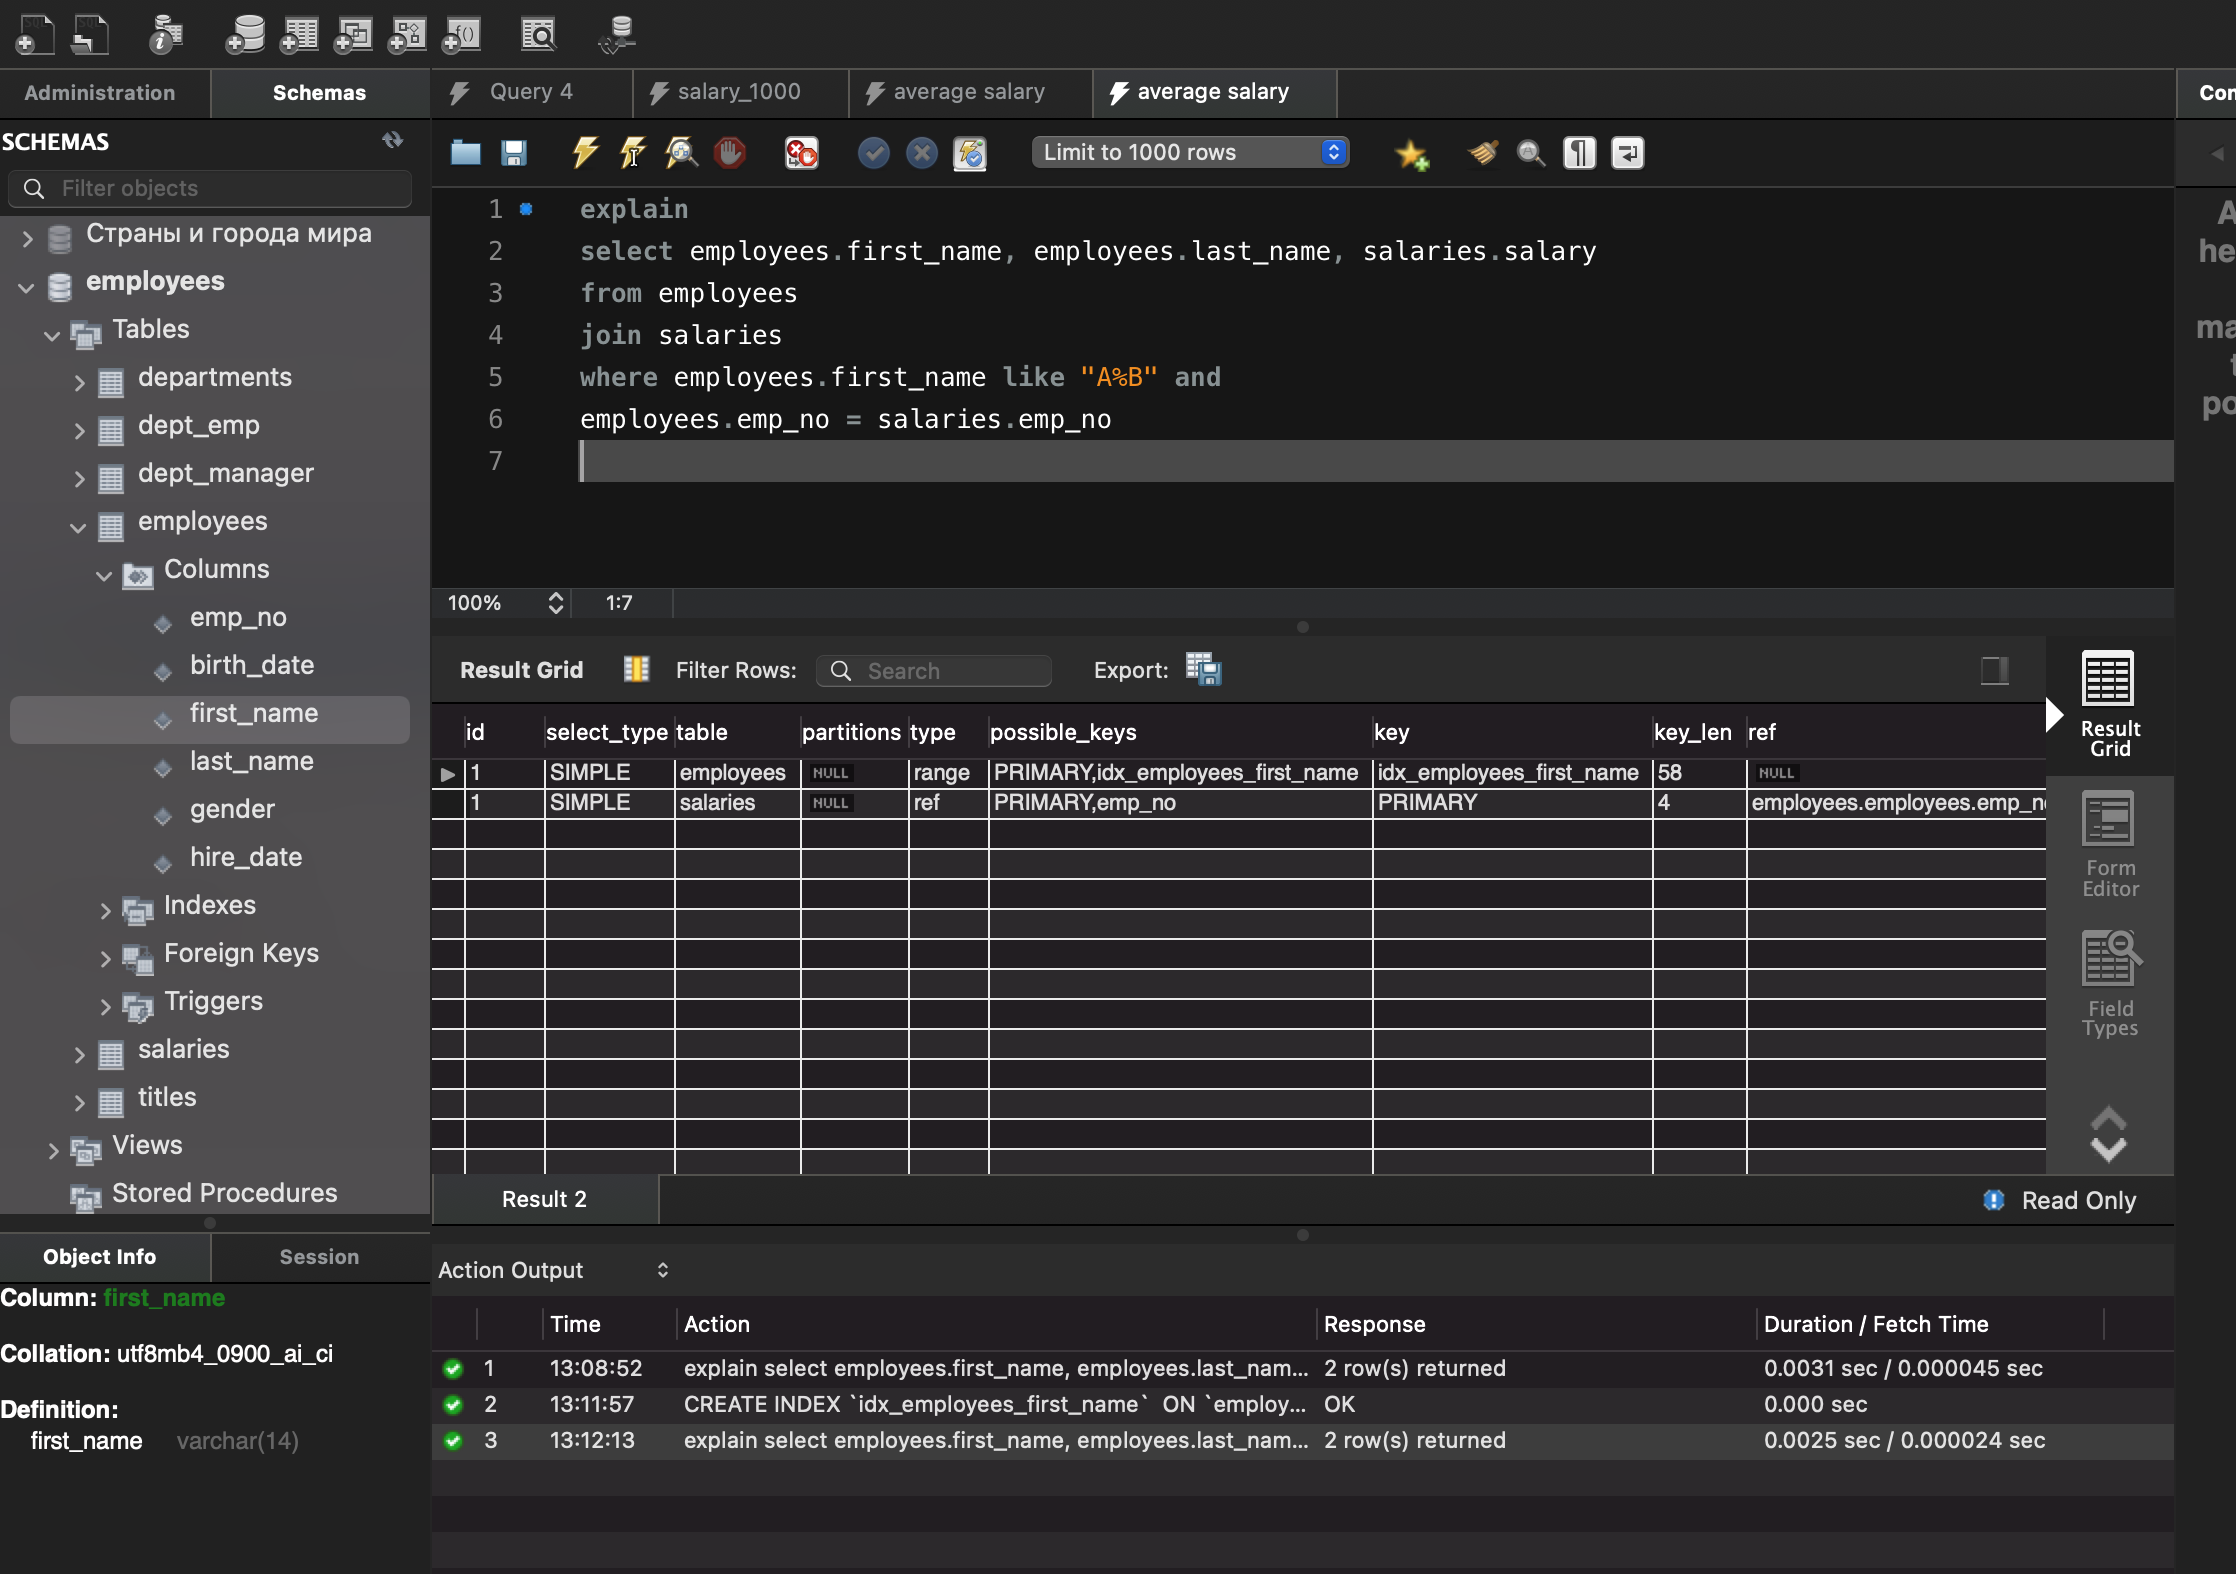 Administration
Schemas
Query 4
salary_1000
average salary
average salary
SCHEMAS
Filter objects
Limit to 1000 rows
Страны и города мира
employees
Tables
departments
dept_emp
dept_manager
employees
Columns
emp_no
birth_date
first_name
last_name
gender
hire_date
Indexes
Foreign Keys
Triggers
salaries
titles
Views
Stored Procedures
1 explain
2 select employees.first_name, employees.last_name, salaries.salary
3 from employees
4 join salaries
5 where employees.first_name like "A%B" and
6 employees.emp_no = salaries.emp_no
7
100% 1:7
Result Grid Filter Rows: Search Export:
id select_type table partitions type possible_keys key key_len ref
1 SIMPLE employees NULL range PRIMARY,idx_employees_first_name idx_employees_first_name 58 NULL
1 SIMPLE salaries NULL ref PRIMARY,emp_no PRIMARY 4 employees.employees.emp_n
Result
Grid
Form
Editor
Field
Types
Result 2
Read Only
Object Info
Session
Column: first_name
Collation: utf8mb4_0900_ai_ci
Definition:
first_name varchar(14)
Action Output
Time Action Response Duration / Fetch Time
1 13:08:52 explain select employees.first_name, employees.last_nam... 2 row(s) returned 0.0031 sec / 0.000045 sec
2 13:11:57 CREATE INDEX `idx_employees_first_name` ON `employ... OK 0.000 sec
3 13:12:13 explain select employees.first_name, employees.last_nam... 2 row(s) returned 0.0025 sec / 0.000024 sec
Con
he
ma
po